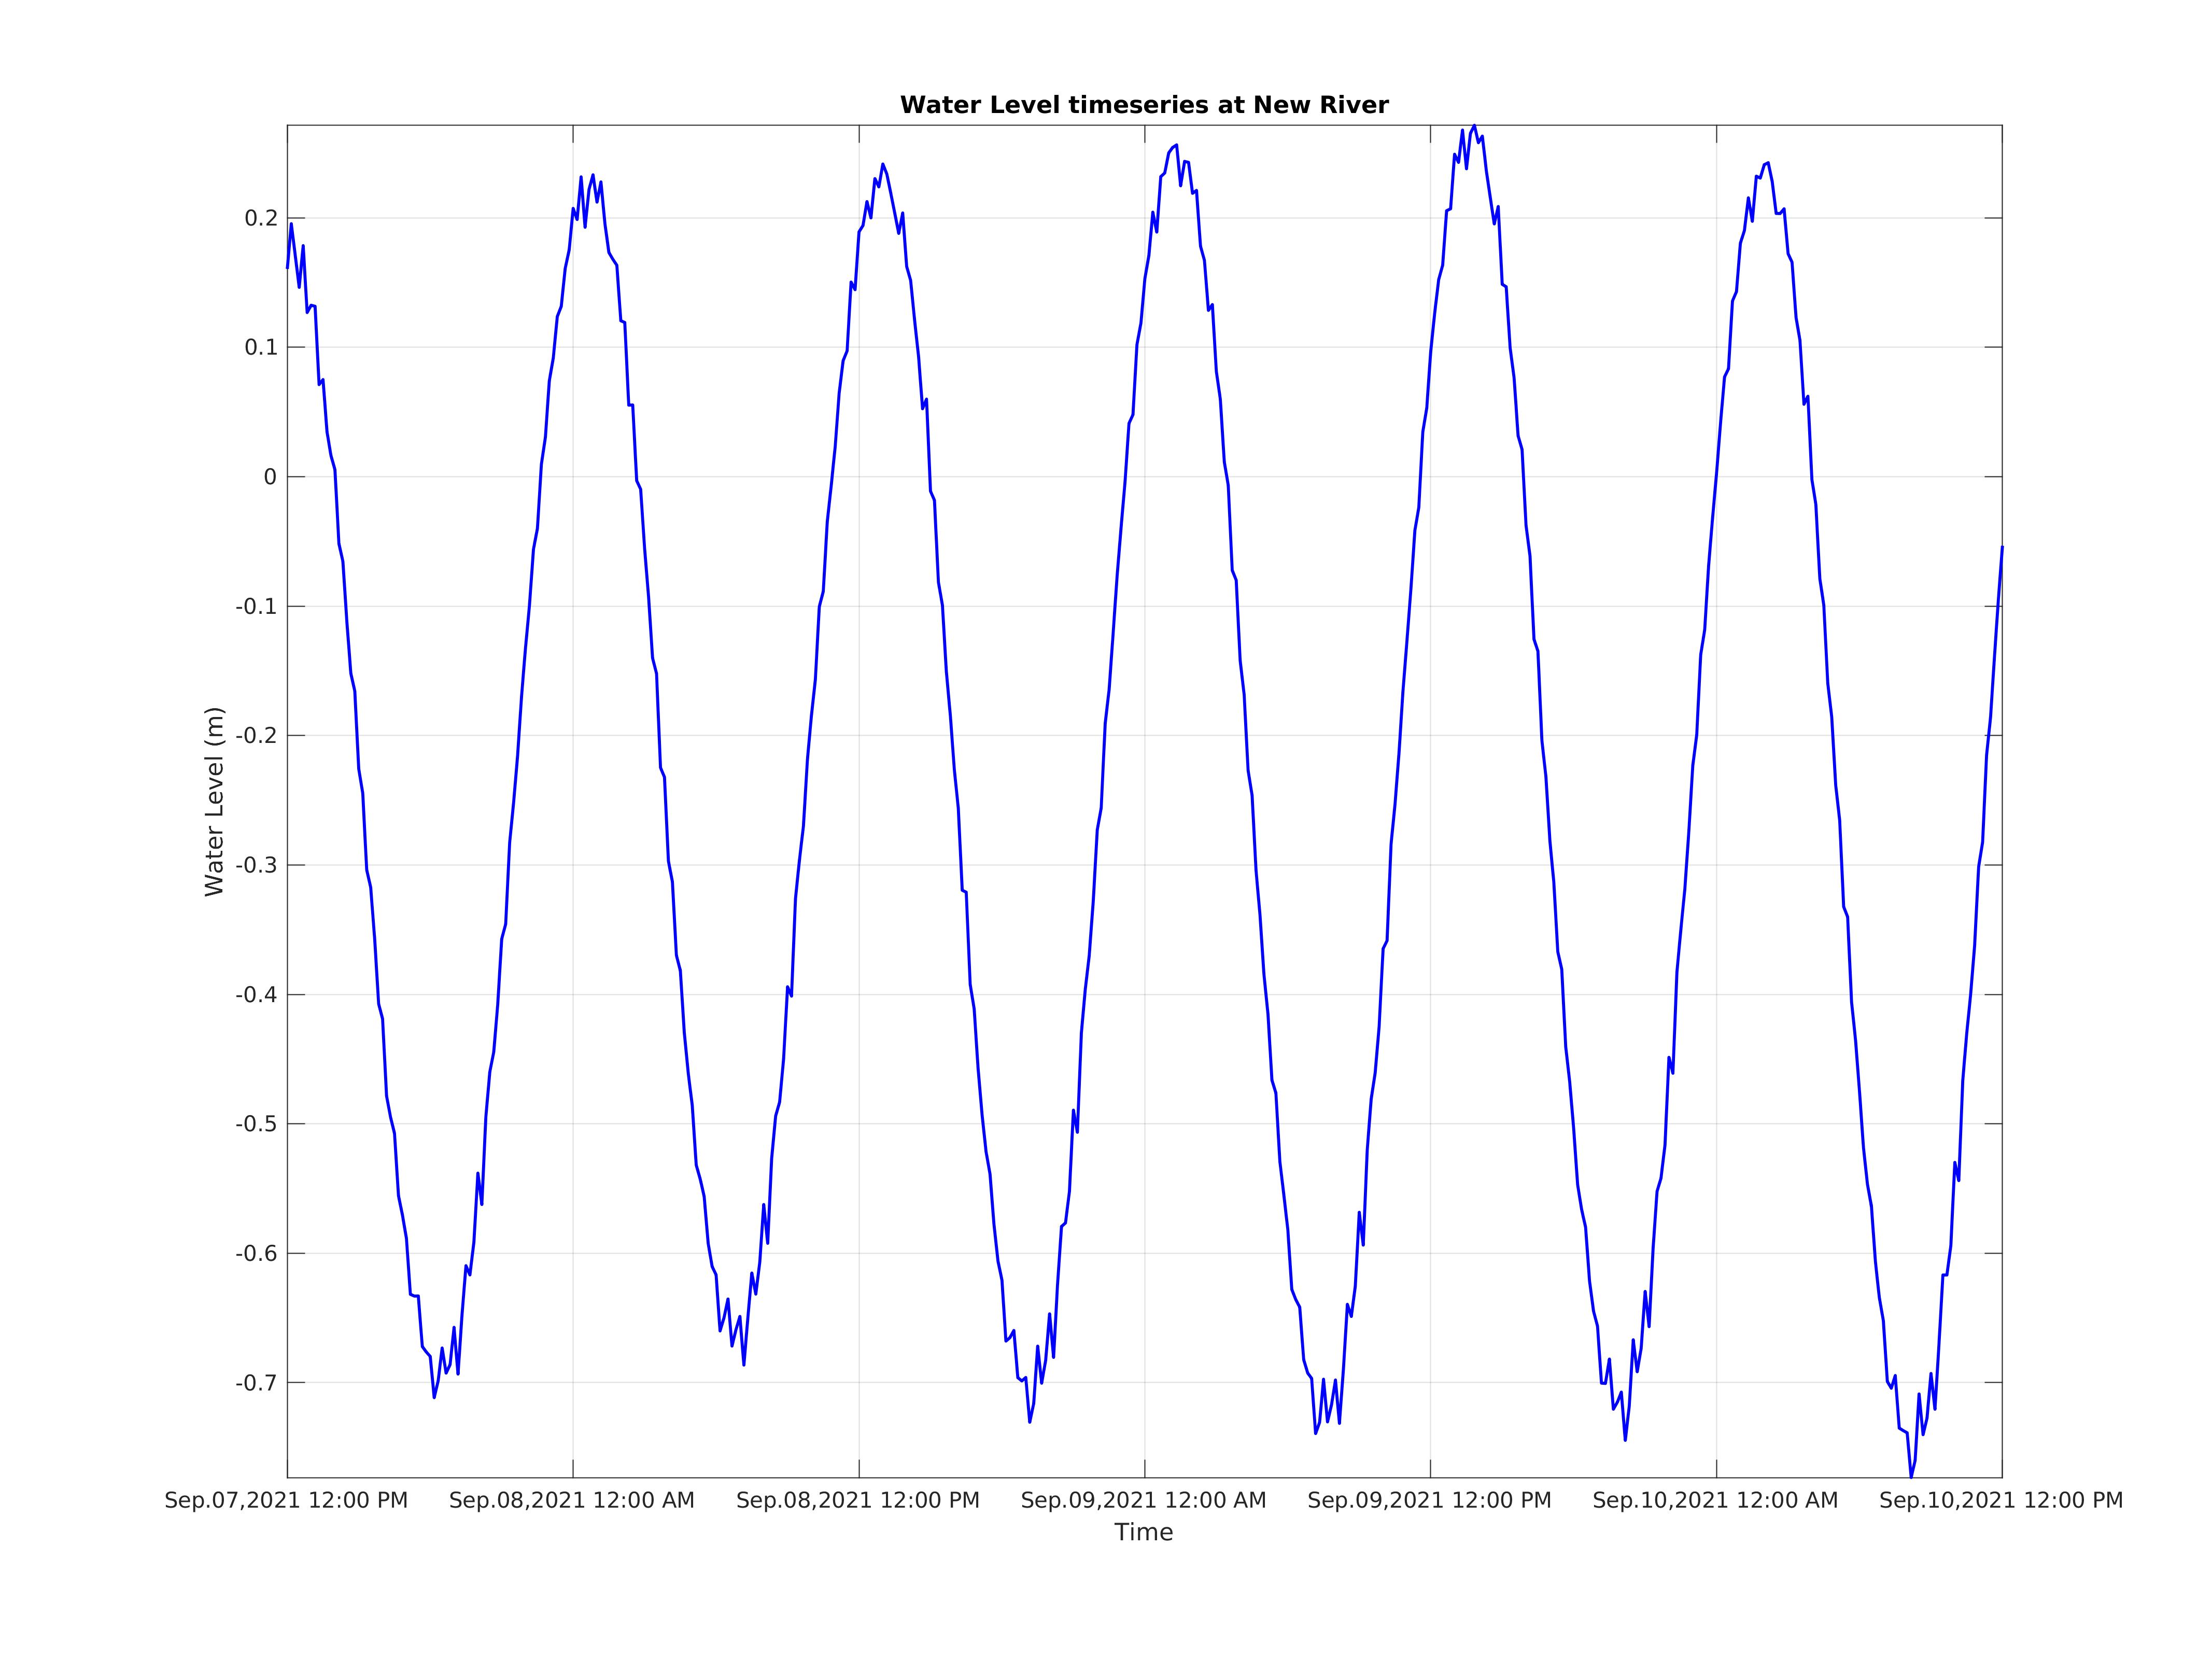 Water Level timeseries at New River
0.2
0.1
0
-0.1
-0.2
-0.3
-0.4
-0.5
-0.6
-0.7
Water Level (m)
Sep.07,2021 12:00 PM Sep.08,2021 12:00 AM Sep.08,2021 12:00 PM Sep.09,2021 12:00 AM Sep.09,2021 12:00 PM Sep.10,2021 12:00 AM Sep.10,2021 12:00 PM
Time